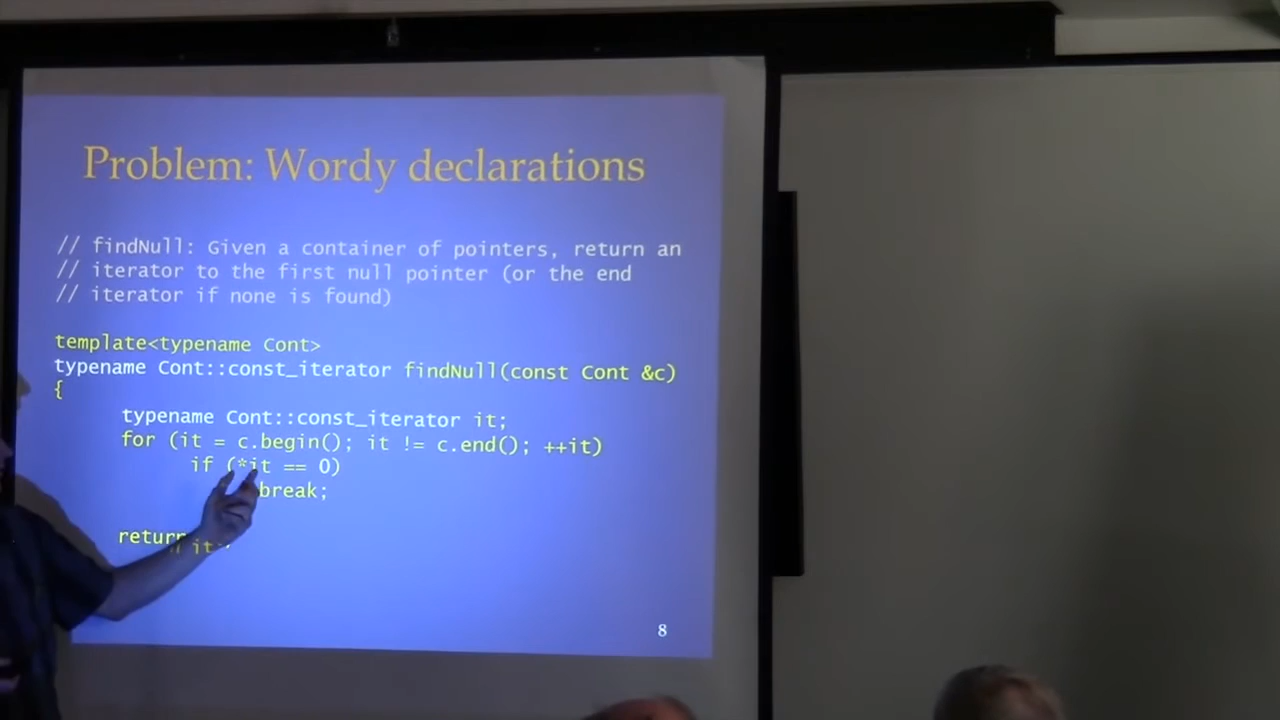 Problem: Wordy declarations
// findNull: Given a container of pointers, return an
// iterator to the first null pointer (or the end
// iterator if none is found)
template<typename Cont>
typename Cont::const_iterator findNull(const Cont &c)
{
typename Cont::const_iterator it;
for (it = c.begin(); it != c.end(); ++it)
if (*it == 0)
break;
return it;
8